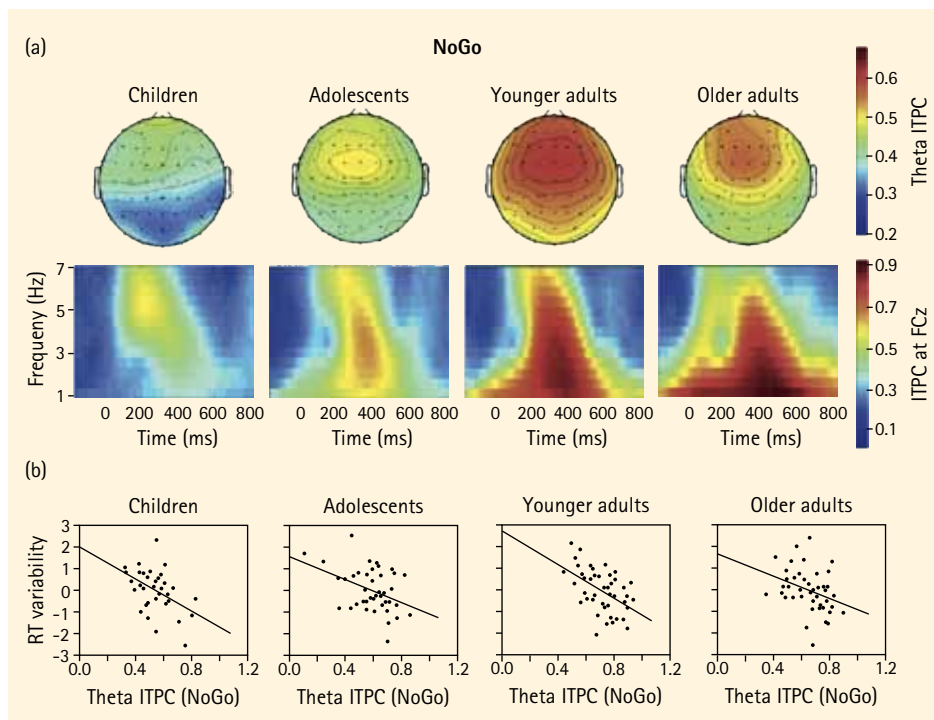 (a)
NoGo
Children Adolescents Younger adults Older adults
0.6
0.5
0.4
0.3
0.2
Theta ITPC
Frequeny (Hz)
7
5
3
1
0 200 400 600 800 0 200 400 600 800 0 200 400 600 800 0 200 400 600 800
Time (ms) Time (ms) Time (ms) Time (ms)
0.9
0.7
0.5
0.3
0.1
ITPC at FCz
(b)
Children Adolescents Younger adults Older adults
RT variability
3
2
1
0
-1
-2
-3
0.0 0.4 0.8 1.2 0.0 0.4 0.8 1.2 0.0 0.4 0.8 1.2 0.0 0.4 0.8 1.2
Theta ITPC (NoGo) Theta ITPC (NoGo) Theta ITPC (NoGo) Theta ITPC (NoGo)